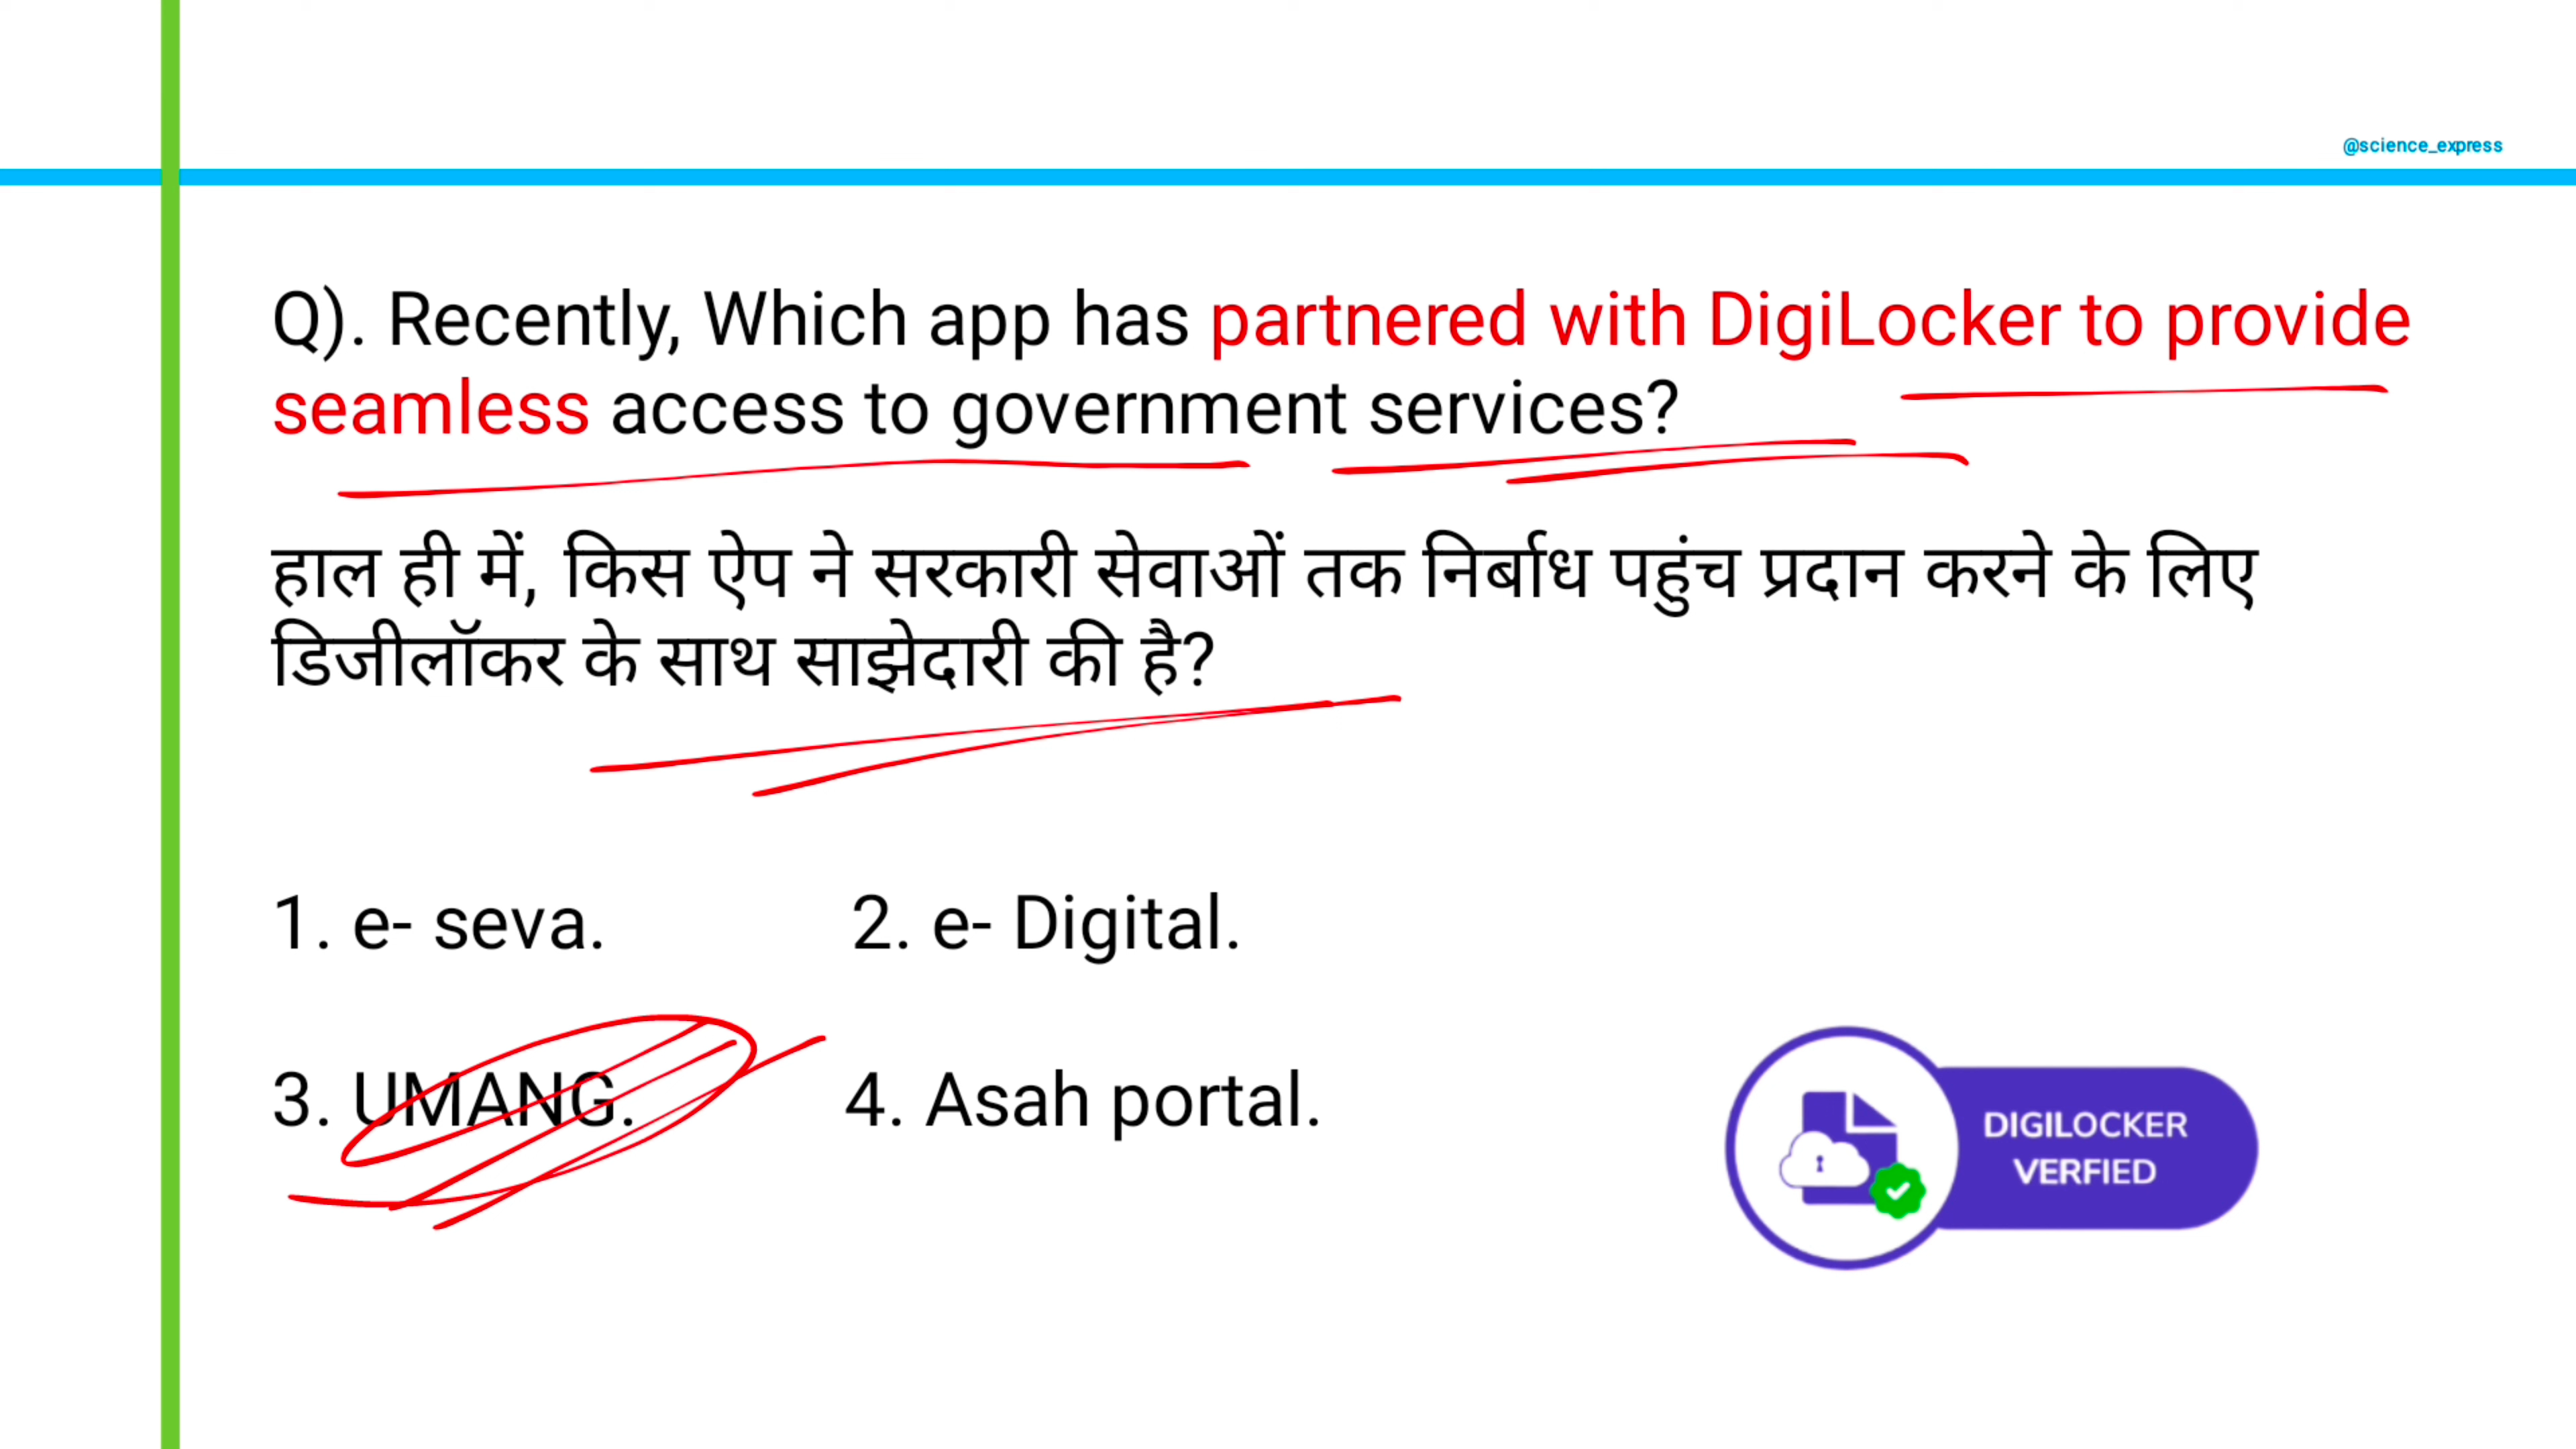 @science_express
Q). Recently, Which app has partnered with DigiLocker to provide
seamless access to government services?
हाल ही में, किस ऐप ने सरकारी सेवाओं तक निर्बाध पहुंच प्रदान करने के लिए
डिजीलॉकर के साथ साझेदारी की है?
1. e- seva. 2. e- Digital.
3. UMANG. 4. Asah portal.
DIGILOCKER
VERFIED